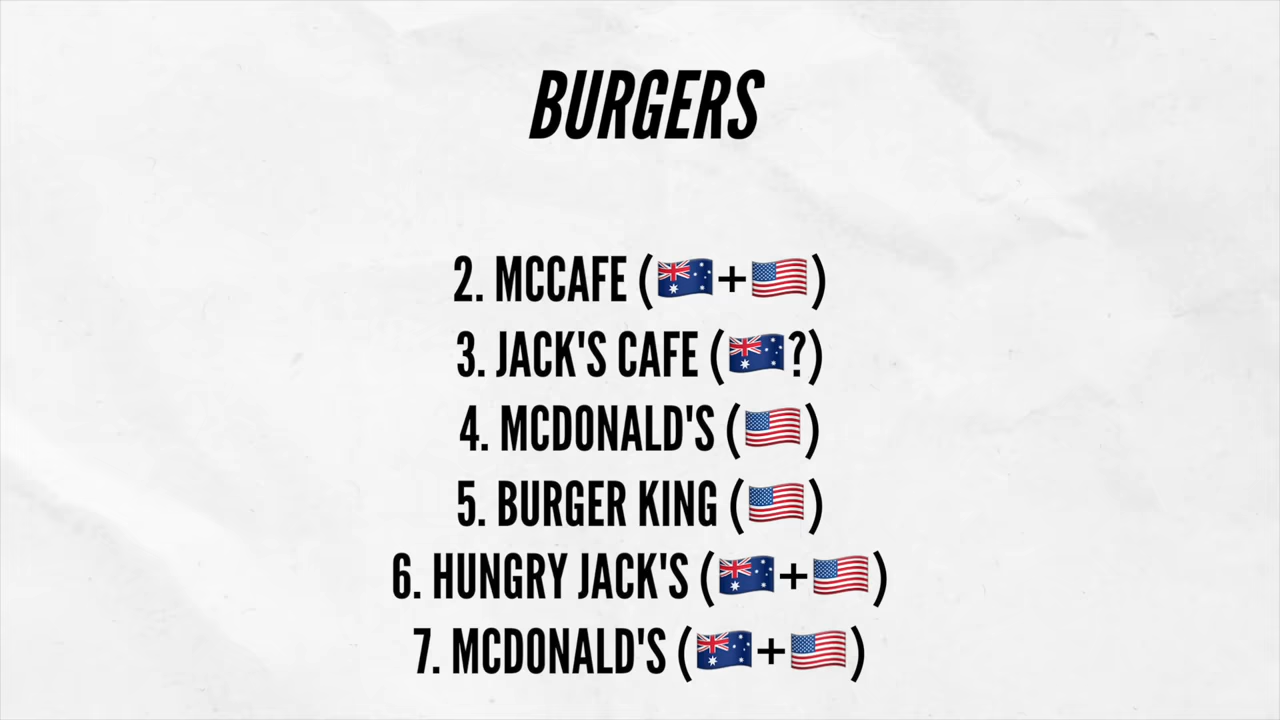 BURGERS
2. MCCAFE (🇦🇺+🇺🇸)
3. JACK'S CAFE (🇦🇺?)
4. MCDONALD'S (🇺🇸)
5. BURGER KING (🇺🇸)
6. HUNGRY JACK'S (🇦🇺+🇺🇸)
7. MCDONALD'S (🇦🇺+🇺🇸)